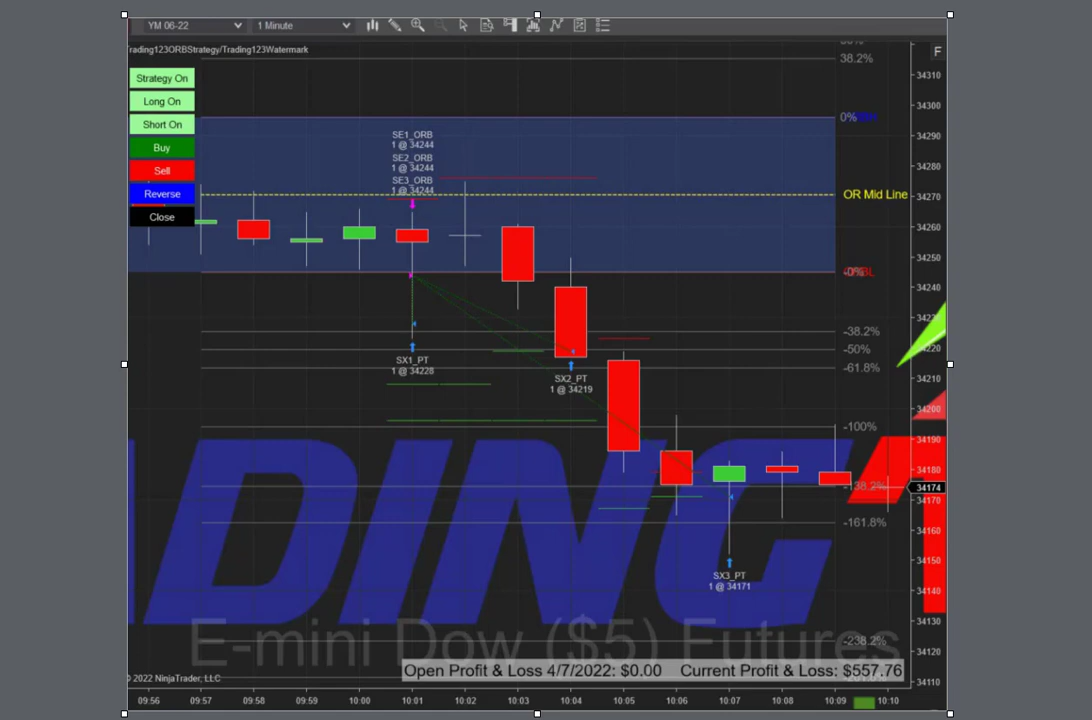 YM 06-22
1 Minute
rading123ORBStrategy/Trading123Watermark
F
38.2%
Strategy On
Long On
Short On
Buy
Sell
Reverse
Close
0%
SE1_ORB
1 @ 34244
SE2_ORB
1 @ 34244
SE3_ORB
1 @ 34244
OR Mid Line
-38.2%
-50%
-61.8%
-100%
-138.2%
-161.8%
-238.2%
SX1_PT
1 @ 34228
SX2_PT
1 @ 34219
SX3_PT
1 @ 34171
34310
34300
34290
34280
34270
34260
34250
34240
34220
34210
34200
34190
34180
34174
34170
34160
34150
34140
34130
34120
34110
ADING
E-mini Dow ($5) Futures
Open Profit & Loss 4/7/2022: $0.00 Current Profit & Loss: $557.76
© 2022 NinjaTrader, LLC
09:56 09:57 09:58 09:59 10:00 10:01 10:02 10:03 10:04 10:05 10:06 10:07 10:08 10:09 10:10